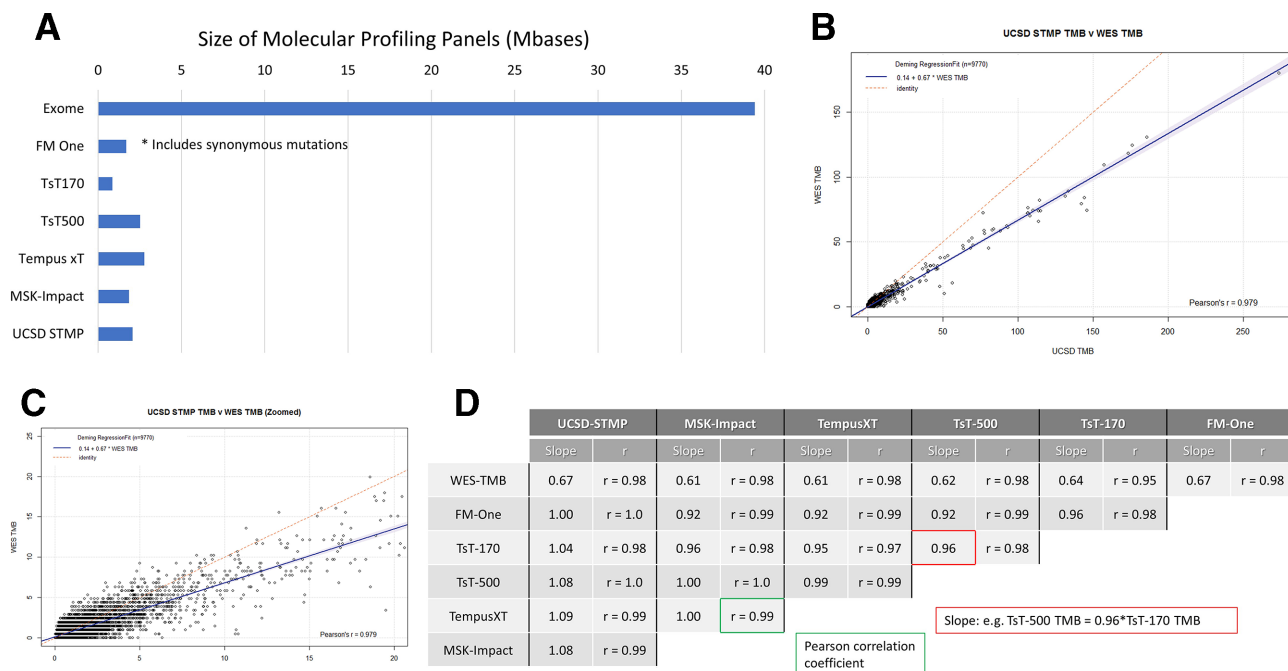 A
Size of Molecular Profiling Panels (Mbases)
0 5 10 15 20 25 30 35 40
Exome
FM One * Includes synonymous mutations
TsT170
TsT500
Tempus xT
MSK-Impact
UCSD STMP
B
UCSD STMP TMB v WES TMB
Deming RegressionFit (n=9770)
0.14 + 0.67 * WES TMB
identity
WES TMB
150
100
50
0
Pearson's r = 0.979
0 50 100 150 200 250
UCSD TMB
C
UCSD STMP TMB v WES TMB (Zoomed)
Deming RegressionFit (n=9770)
0.14 + 0.67 * WES TMB
identity
WES TMB
25
20
15
10
5
0
Pearson's r = 0.979
0 5 10 15 20
D
UCSD-STMP MSK-Impact TempusXT TsT-500 TsT-170 FM-One
Slope r Slope r Slope r Slope r Slope r Slope r
WES-TMB 0.67 r = 0.98 0.61 r = 0.98 0.61 r = 0.98 0.62 r = 0.98 0.64 r = 0.95 0.67 r = 0.98
FM-One 1.00 r = 1.0 0.92 r = 0.99 0.92 r = 0.99 0.92 r = 0.99 0.96 r = 0.98
TsT-170 1.04 r = 0.98 0.96 r = 0.98 0.95 r = 0.97 0.96 r = 0.98
TsT-500 1.08 r = 1.0 1.00 r = 1.0 0.99 r = 0.99
TempusXT 1.09 r = 0.99 1.00 r = 0.99
MSK-Impact 1.08 r = 0.99
Slope: e.g. TsT-500 TMB = 0.96*TsT-170 TMB
Pearson correlation
coefficient